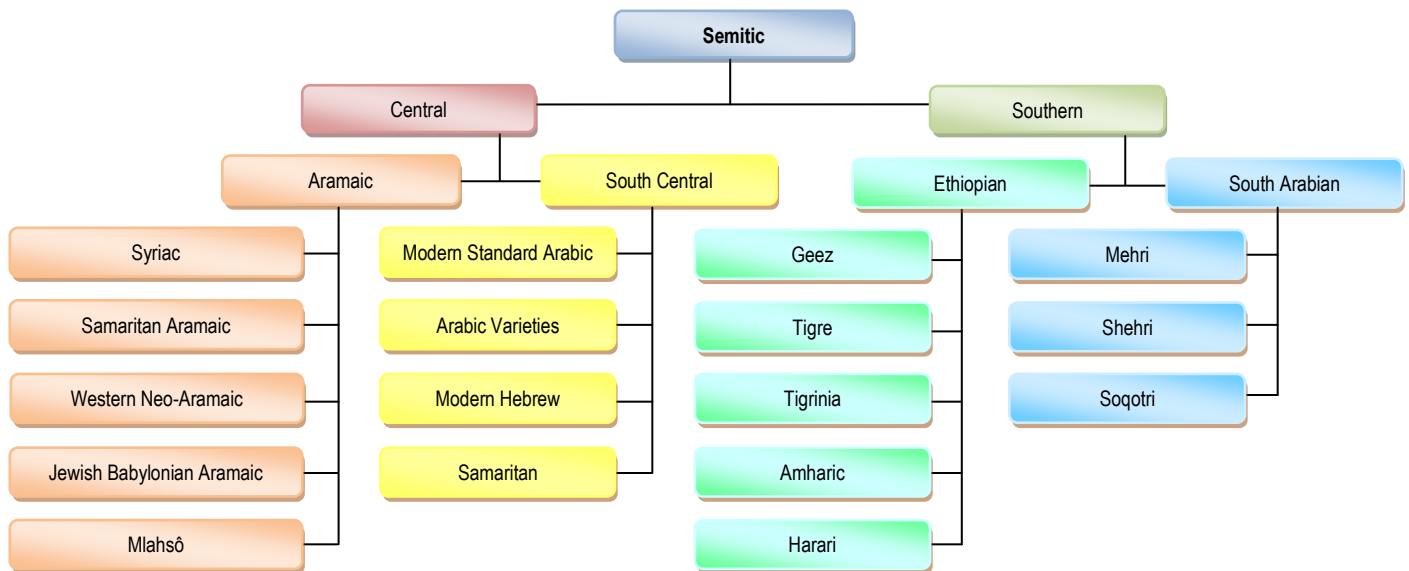 Semitic
Central
Southern
Aramaic
South Central
Ethiopian
South Arabian
Syriac
Modern Standard Arabic
Geez
Mehri
Samaritan Aramaic
Arabic Varieties
Tigre
Shehri
Western Neo-Aramaic
Modern Hebrew
Tigrinia
Soqotri
Jewish Babylonian Aramaic
Samaritan
Amharic
Mlahsô
Harari